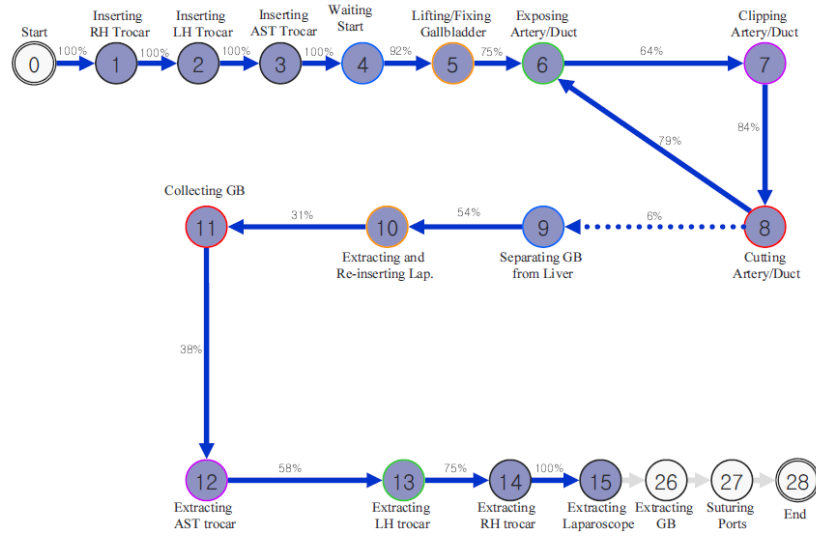 Start
Inserting
RH Trocar
Inserting
LH Trocar
Inserting
AST Trocar
Waiting
Start
Lifting/Fixing
Gallbladder
Exposing
Artery/Duct
Clipping
Artery/Duct
0
100%
1
100%
2
100%
3
100%
4
92%
5
75%
6
64%
7
84%
79%
Collecting GB
11
31%
10
54%
9
6%
8
Extracting and
Re-inserting Lap.
Separating GB
from Liver
Cutting
Artery/Duct
38%
12
58%
13
75%
14
100%
15
26
27
28
Extracting
AST trocar
Extracting
LH trocar
Extracting
RH trocar
Extracting
Laparoscope
Extracting
GB
Suturing
Ports
End